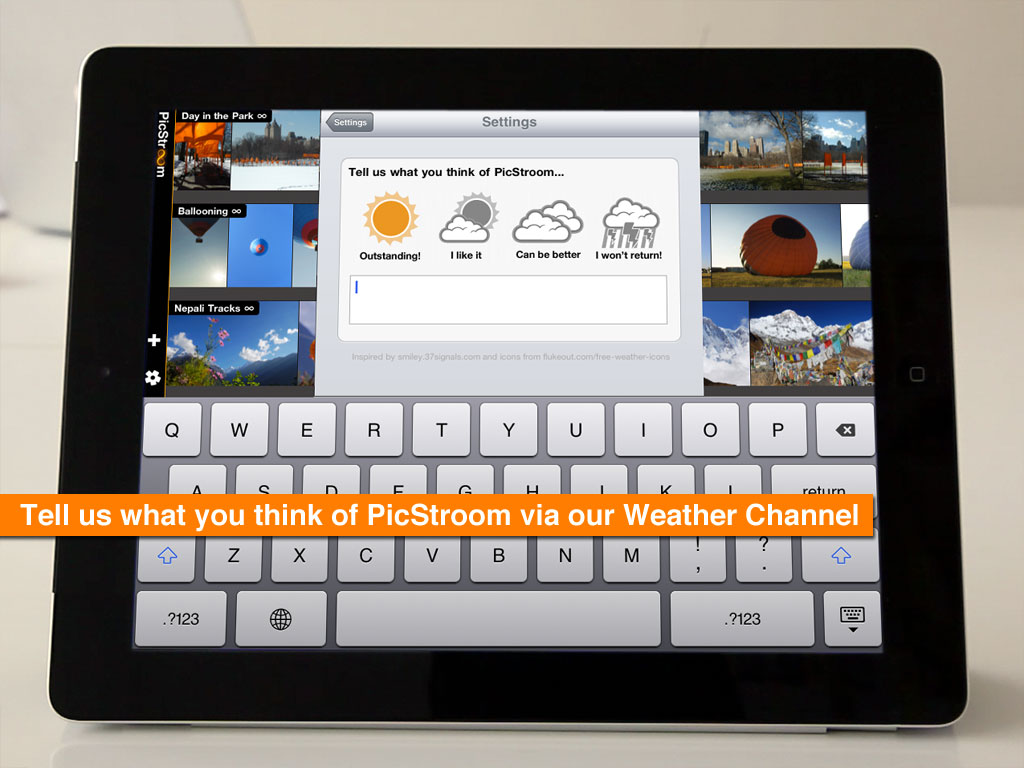 PicStr∞m
Day in the Park ∞
Ballooning ∞
Nepali Tracks ∞
Settings
Settings
Tell us what you think of PicStroom...
Outstanding!
I like it
Can be better
I won't return!
Inspired by smiley.37signals.com and icons from flukeout.com/free-weather-icons
Q W E R T Y U I O P
A S D F G H J K L return
Tell us what you think of PicStroom via our Weather Channel
Z X C V B N M ! , ? .
.?123 .?123